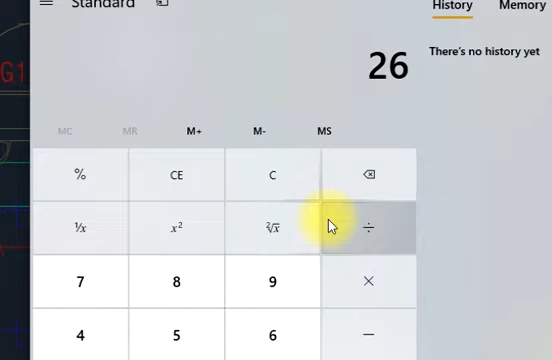 Standard
History Memory
G1
26
There's no history yet
MC MR M+ M- MS
% CE C
¹/x x² ²√x ÷
7 8 9 ×
4 5 6 −